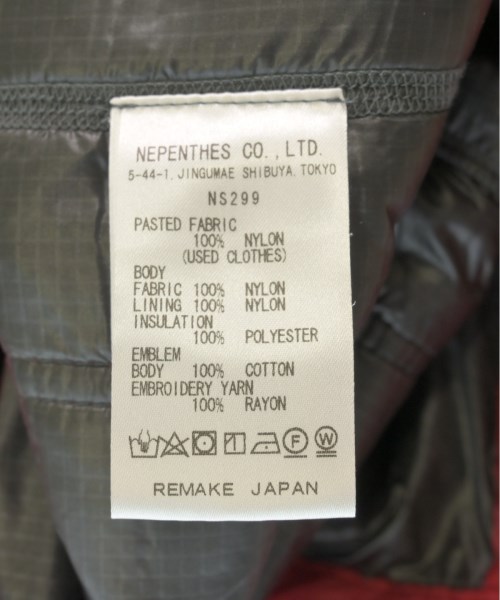 NEPENTHES CO.,LTD.
5-44-1, JINGUMAE SHIBUYA, TOKYO
NS299
PASTED FABRIC
100% NYLON
(USED CLOTHES)
BODY
FABRIC 100% NYLON
LINING 100% NYLON
INSULATION
100% POLYESTER
EMBLEM
BODY 100% COTTON
EMBROIDERY YARN
100% RAYON
F W
REMAKE JAPAN